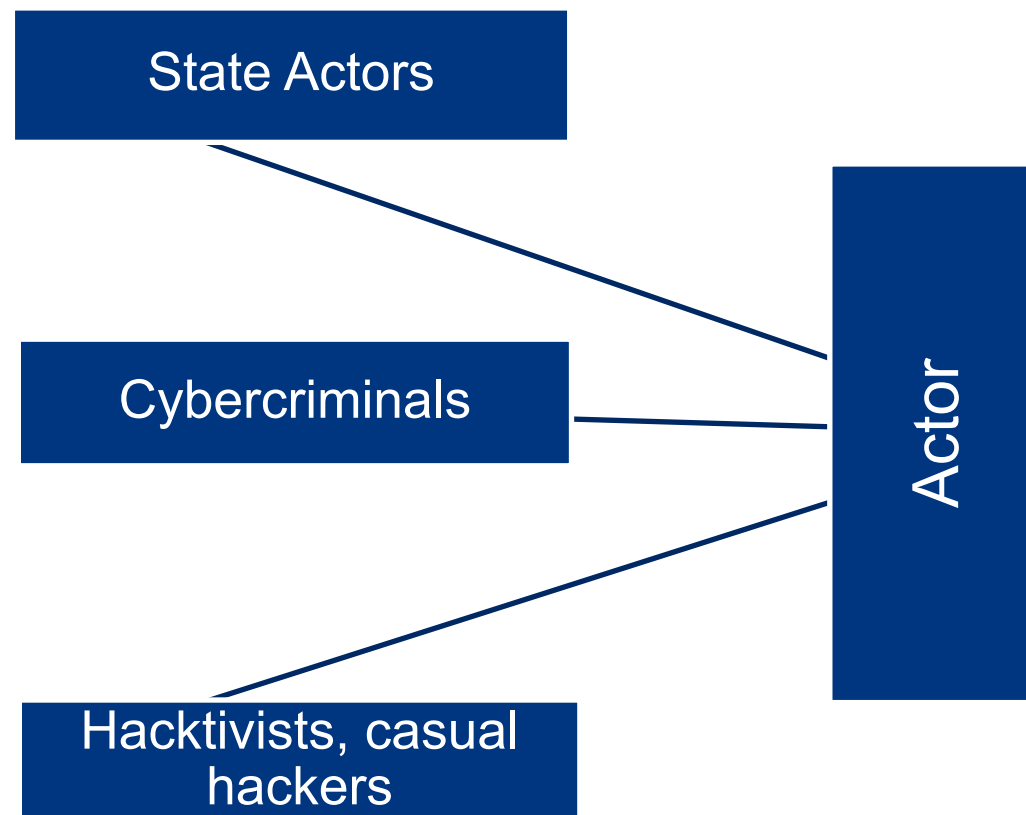 State Actors
Cybercriminals
Actor
Hacktivists, casual
hackers